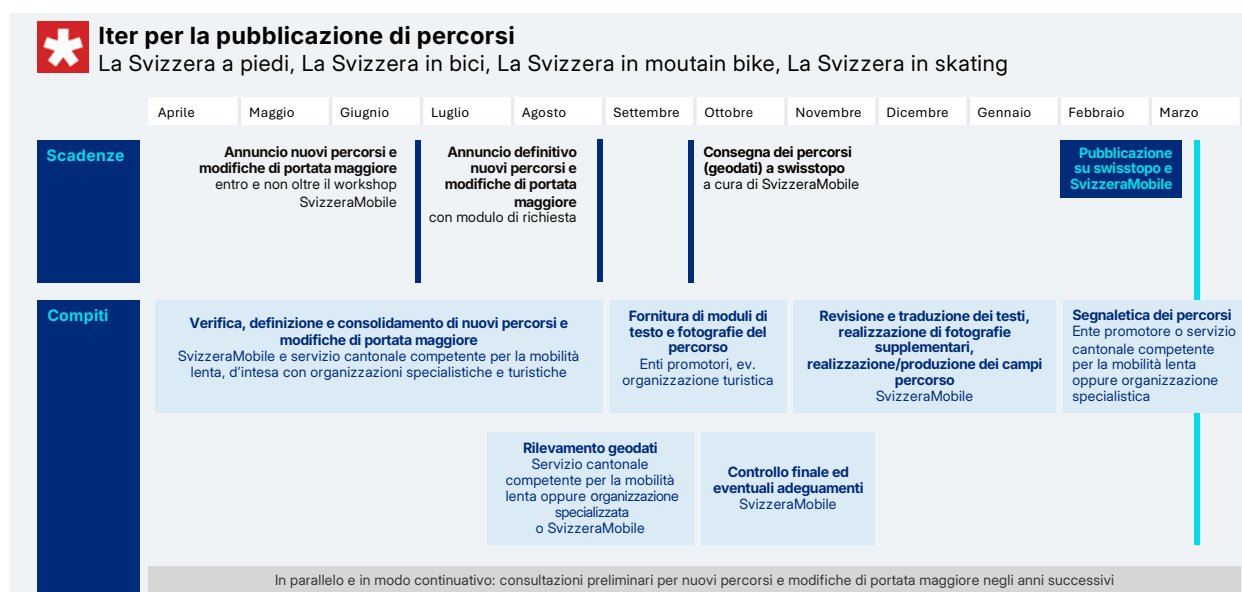 Iter per la pubblicazione di percorsi
La Svizzera a piedi, La Svizzera in bici, La Svizzera in moutain bike, La Svizzera in skating
Aprile
Maggio
Giugnio
Luglio
Agosto
Settembre
Ottobre
Novembre
Dicembre
Gennaio
Febbraio
Marzo
Scadenze
Annuncio nuovi percorsi e
modifiche di portata maggiore
entro e non oltre il workshop
SvizzeraMobile
Annuncio definitivo
nuovi percorsi e
modifiche di portata
maggiore
con modulo di richiesta
Consegna dei percorsi
(geodati) a swisstopo
a cura di SvizzeraMobile
Pubblicazione
su swisstopo e
SvizzeraMobile
Compiti
Verifica, definizione e consolidamento di nuovi percorsi e
modifiche di portata maggiore
SvizzeraMobile e servizio cantonale competente per la mobilità
lenta, d'intesa con organizzazioni specialistiche e turistiche
Fornitura di moduli di
testo e fotografie del
percorso
Enti promotori, ev.
organizzazione turistica
Revisione e traduzione dei testi,
realizzazione di fotografie
supplementari,
realizzazione/produzione dei campi
percorso
SvizzeraMobile
Segnaletica dei percorsi
Ente promotore o servizio
cantonale competente
per la mobilità lenta
oppure organizzazione
specialistica
Rilevamento geodati
Servizio cantonale
competente per la mobilità
lenta oppure organizzazione
specializzata
o SvizzeraMobile
Controllo finale ed
eventuali adeguamenti
SvizzeraMobile
In parallelo e in modo continuativo: consultazioni preliminari per nuovi percorsi e modifiche di portata maggiore negli anni successivi